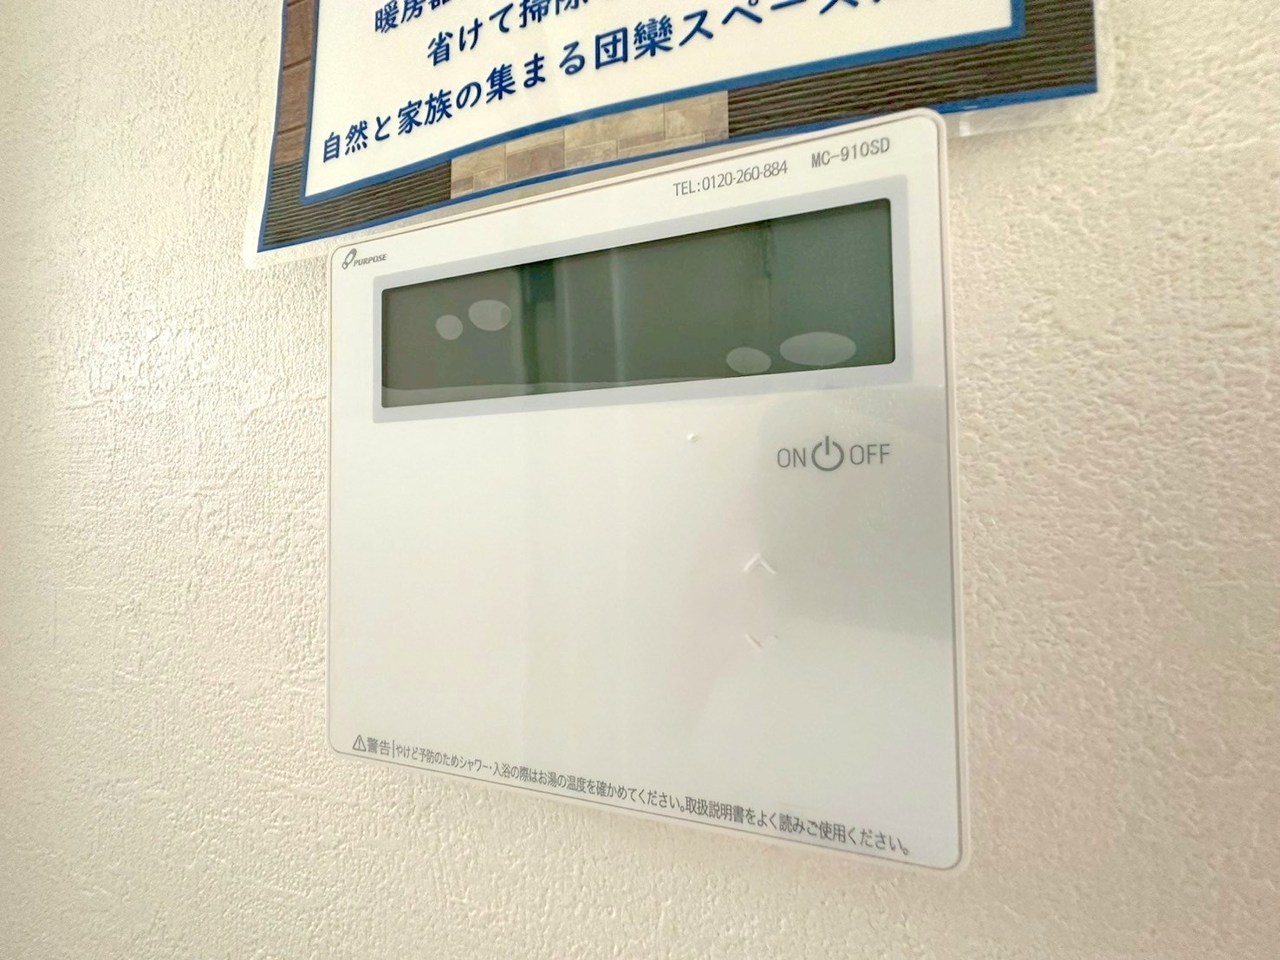 暖房
省けて掃除
自然と家族の集まる団欒スペース
TEL:0120-260-884 MC-910SD
PURPOSE
ON OFF
⚠警告 やけど予防のためシャワー・入浴の際はお湯の温度を確かめてください。取扱説明書をよく読みご使用ください。